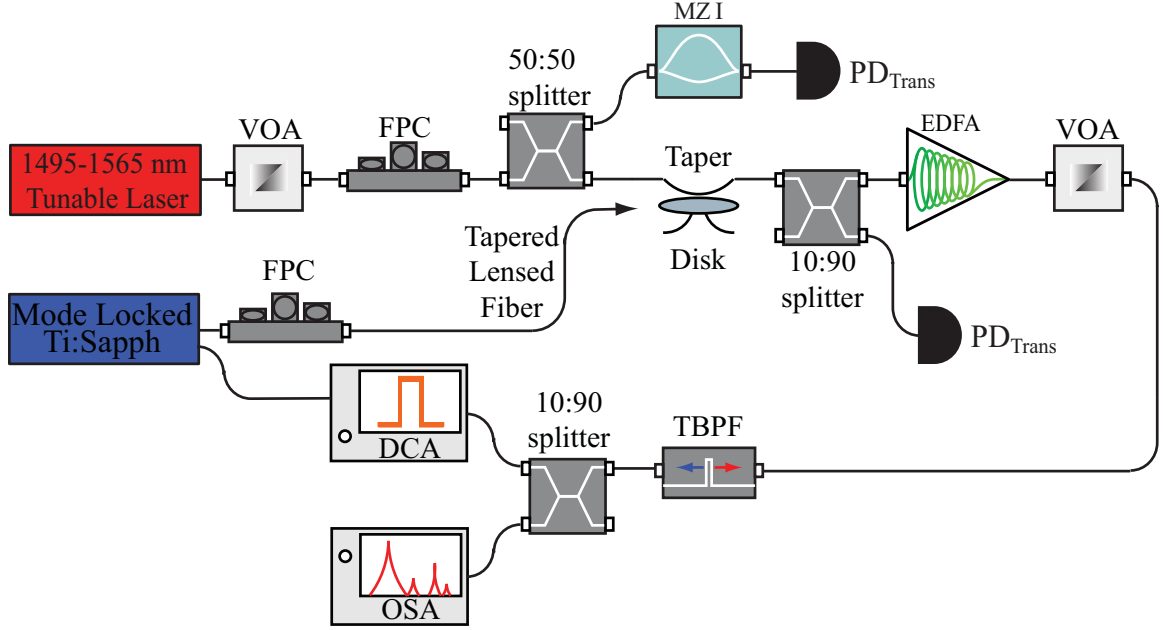 MZ I
PD_Trans
50:50
splitter
VOA
FPC
1495-1565 nm
Tunable Laser
Taper
EDFA
VOA
Disk
10:90
splitter
Tapered
Lensed
Fiber
FPC
Mode Locked
Ti:Sapph
PD_Trans
DCA
10:90
splitter
TBPF
OSA